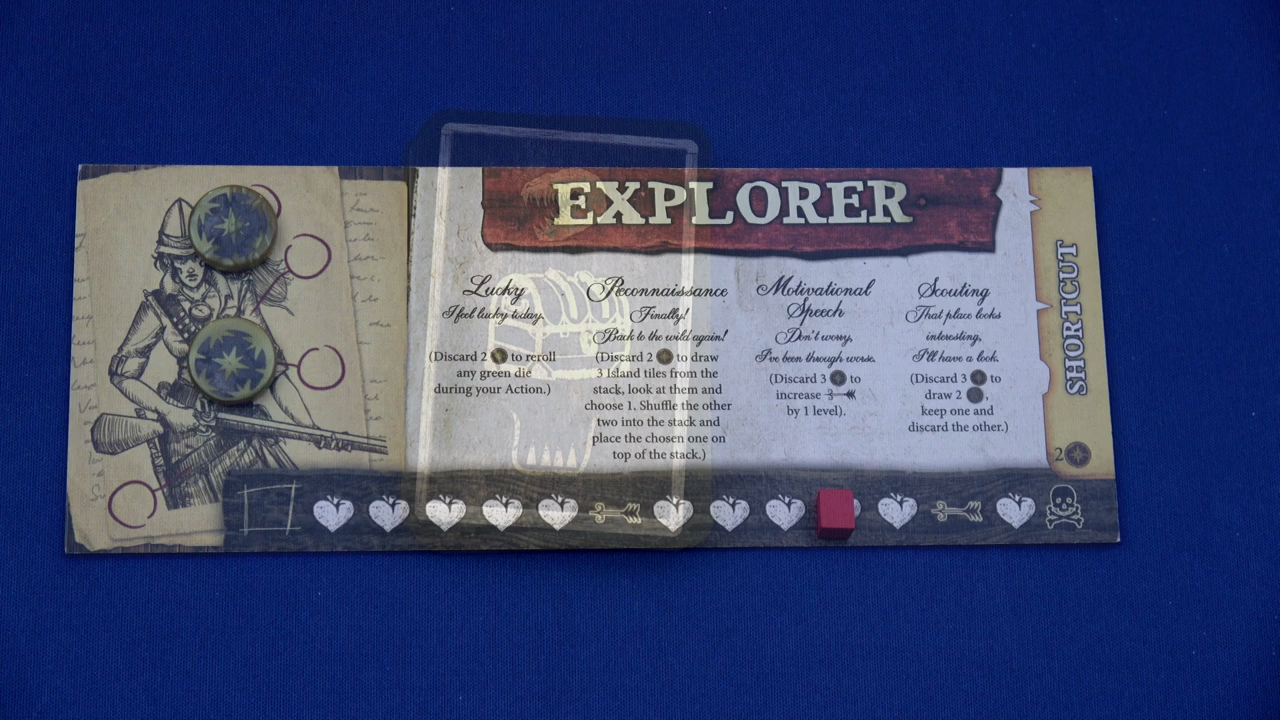 EXPLORER
Lucky
I feel lucky today.
(Discard 2 to reroll
any green die
during your Action.)
Reconnaissance
Finally!
Back to the wild again!
(Discard 2 to draw
3 Island tiles from the
stack, look at them and
choose 1. Shuffle the other
two into the stack and
place the chosen one on
top of the stack.)
Motivational
Speech
Don't worry,
I've been through worse.
(Discard 3 to
increase
by 1 level).
Scouting
That place looks
interesting,
I'll have a look.
(Discard 3 to
draw 2 ,
keep one and
discard the other.)
SHORTCUT
2